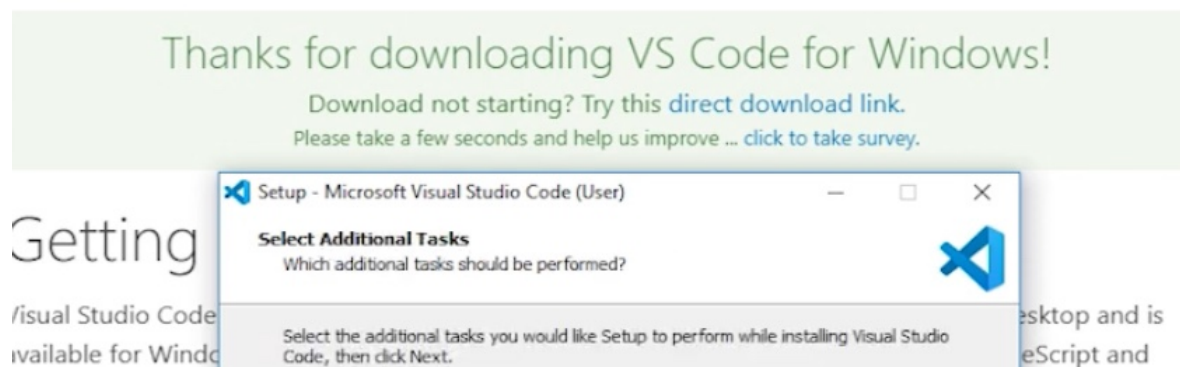 Thanks for downloading VS Code for Windows!
Download not starting? Try this direct download link.
Please take a few seconds and help us improve ... click to take survey.
Setup - Microsoft Visual Studio Code (User)
Select Additional Tasks
Which additional tasks should be performed?
Getting
Visual Studio Code
esktop and is
Select the additional tasks you would like Setup to perform while installing Visual Studio
Code, then click Next.
vailable for Windo
eScript and